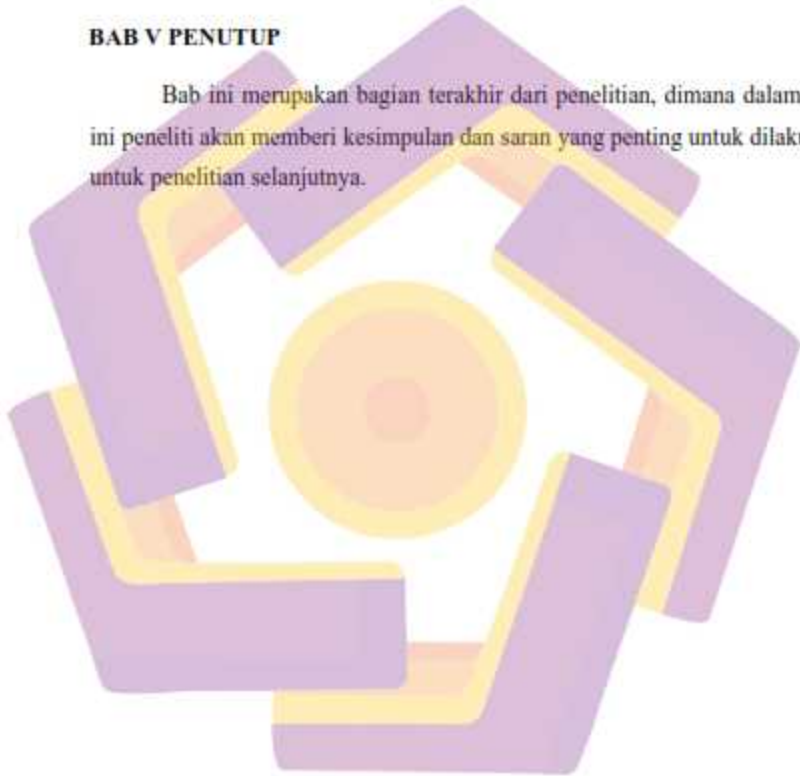 BAB V PENUTUP
Bab ini merupakan bagian terakhir dari penelitian, dimana dalam
ini peneliti akan memberi kesimpulan dan saran yang penting untuk
untuk penelitian selanjutnya.